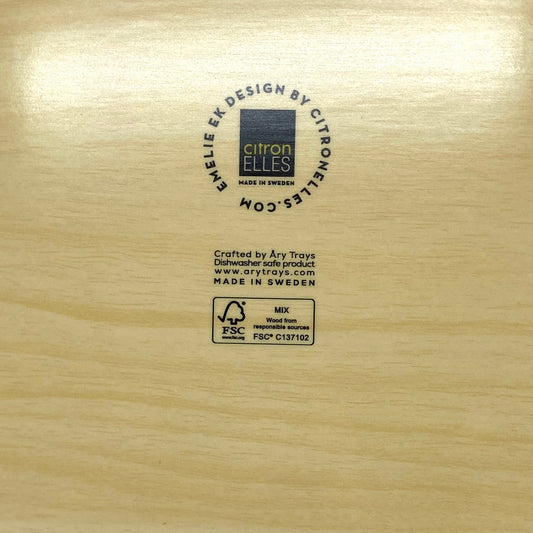 EMELIE EK DESIGN BY CITRONELLES.COM
citron
ELLES
MADE IN SWEDEN
Crafted by Åry Trays
Dishwasher safe product
www.arytrays.com
MADE IN SWEDEN
FSC
www.fsc.org
MIX
Wood from
responsible sources
FSC® C137102